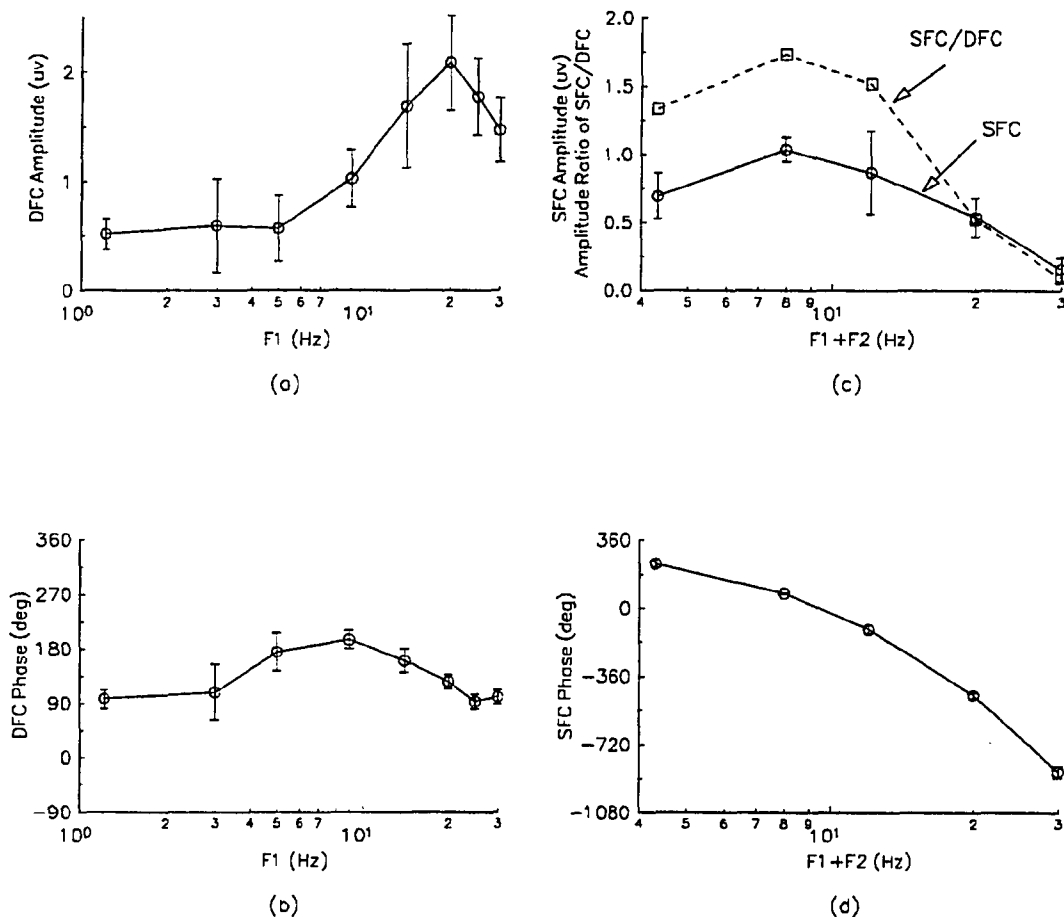 DFC Amplitude (uv)
2
1
0
10⁰ 2 3 4 5 6 7 10¹ 2 3
F1 (Hz)
(a)
SFC Amplitude (uv)
Amplitude Ratio of SFC/DFC
2.0
1.5
1.0
0.5
0.0
SFC/DFC
SFC
4 5 6 7 8 9 10¹ 2 3
F1+F2 (Hz)
(c)
DFC Phase (deg)
360
270
180
90
0
-90
10⁰ 2 3 4 5 6 7 10¹ 2 3
F1 (Hz)
(b)
SFC Phase (deg)
360
0
-360
-720
-1080
4 5 6 7 8 9 10¹ 2 3
F1+F2 (Hz)
(d)